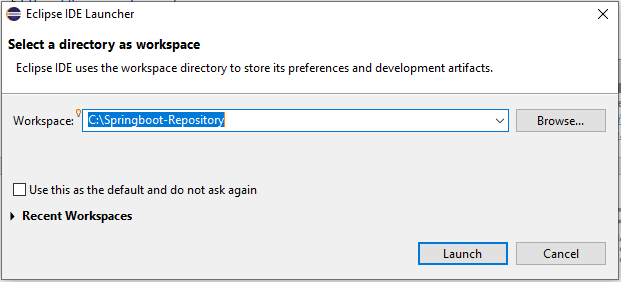 Eclipse IDE Launcher
Select a directory as workspace
Eclipse IDE uses the workspace directory to store its preferences and development artifacts.
Workspace: C:\Springboot-Repository Browse...
Use this as the default and do not ask again
Recent Workspaces
Launch Cancel